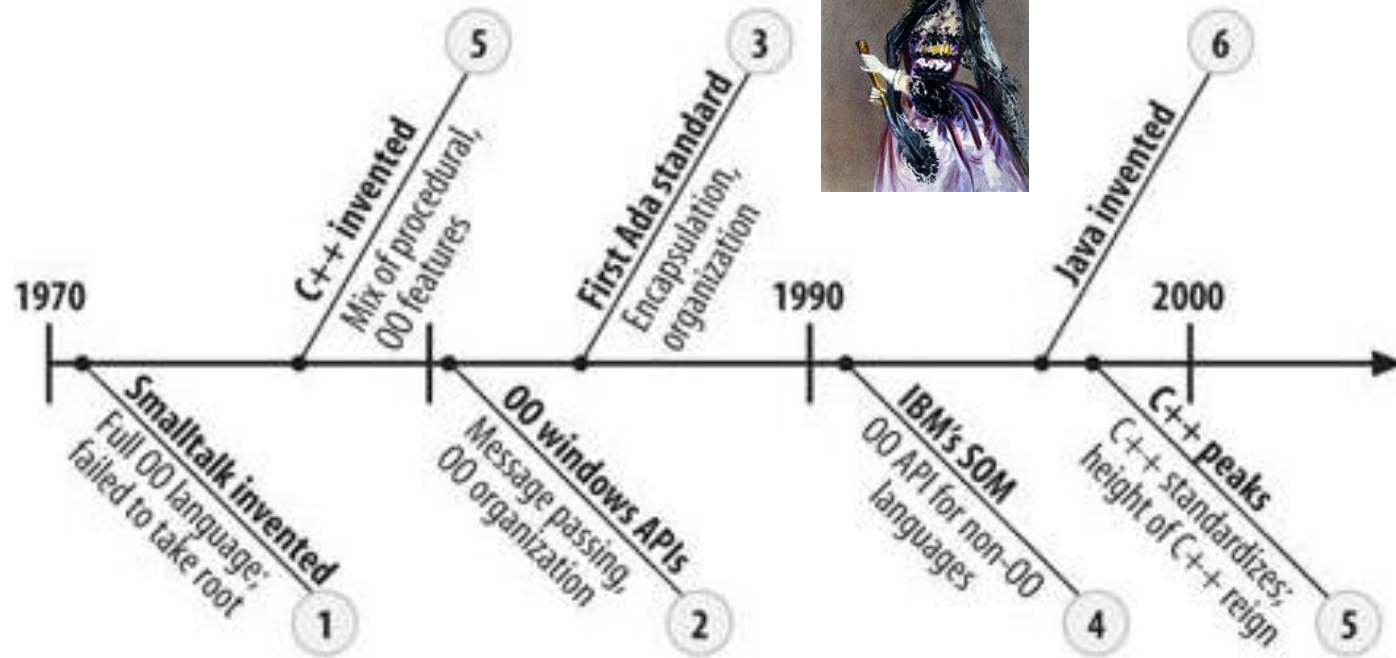 5
C++ invented
Mix of procedural,
OO features
3
First Ada standard
Encapsulation,
organization
6
Java invented
1970
1990
2000
Smalltalk invented
Full OO language;
failed to take root
1
OO windows APIs
Message passing,
OO organization
2
IBM's SOM
OO API for non-OO
languages
4
C++ peaks
C++ standardizes;
height of C++ reign
5